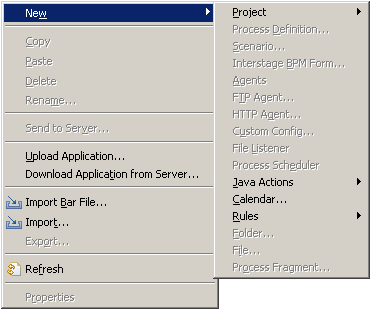 New
Copy
Paste
Delete
Rename...
Send to Server...
Upload Application...
Download Application from Server...
Import Bar File...
Import...
Export...
Refresh
Properties
Project
Process Definition...
Scenario...
Interstage BPM Form...
Agents
FTP Agent...
HTTP Agent...
Custom Config...
File Listener
Process Scheduler
Java Actions
Calendar...
Rules
Folder...
File...
Process Fragment...